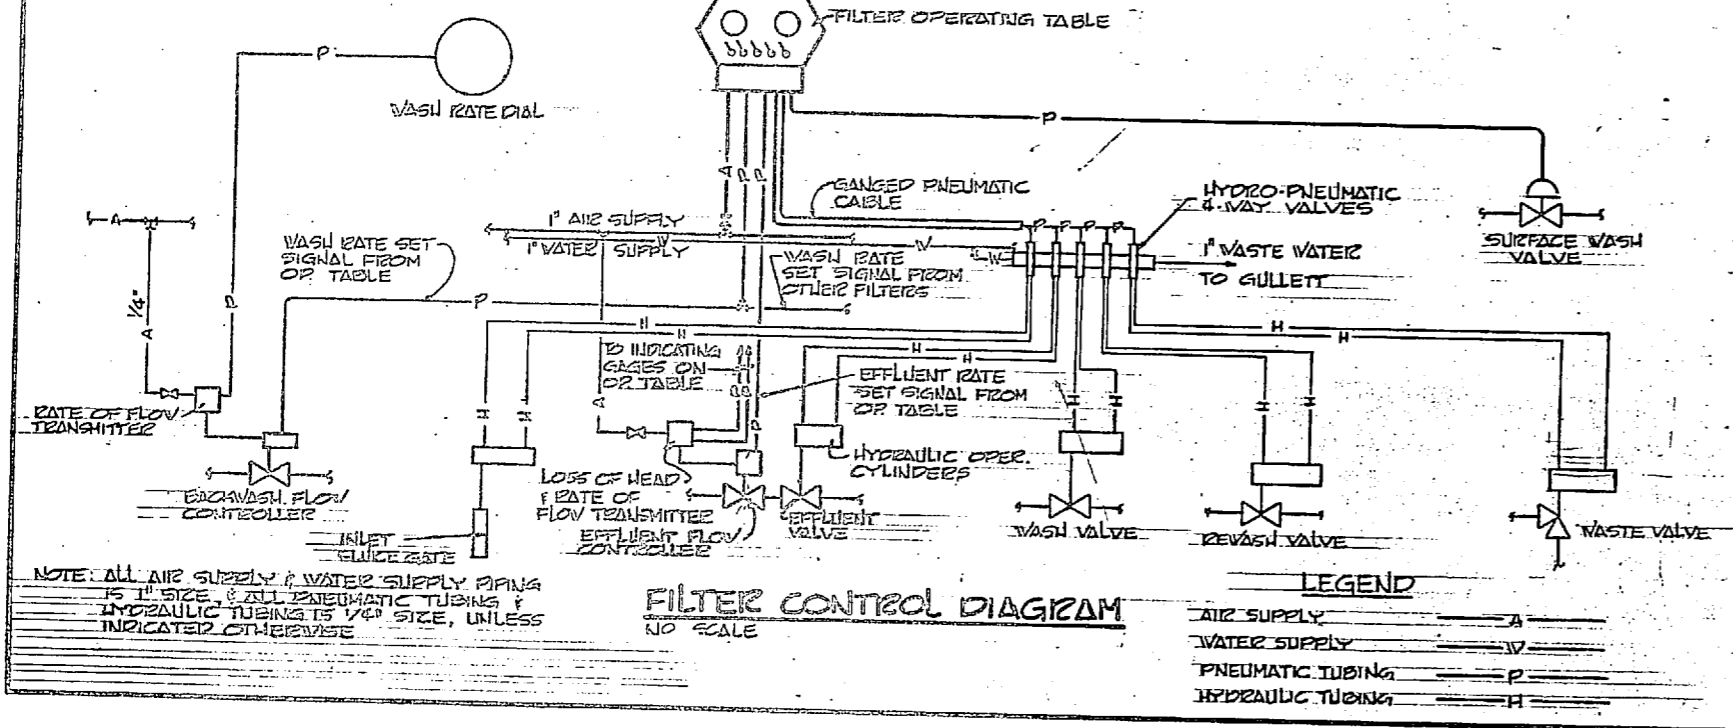 FILTER OPERATING TABLE
P
WASH RATE DIAL
P
A
P
P
GANGED PNEUMATIC
CABLE
HYDRO-PNEUMATIC
4-WAY VALVES
A
1" AIR SUPPLY
W
1" WATER SUPPLY
W
W
P
P
P
P
SURFACE WASH
VALVE
WASH RATE SET
SIGNAL FROM
OP. TABLE
WASH RATE
SET SIGNAL FROM
OTHER FILTERS
1" WASTE WATER
TO GULLETT
1/4"
A
P
P
H
H
H
H
H
H
TO INDICATING
GAGES ON
OP. TABLE
EFFLUENT RATE
SET SIGNAL FROM
OP. TABLE
A
P
P
P
H
H
H
H
H
H
RATE OF FLOW
TRANSMITTER
HYDRAULIC OPER.
CYLINDERS
BACKWASH FLOW
CONTROLLER
LOSS OF HEAD
& RATE OF
FLOW TRANSMITTER
EFFLUENT FLOW
CONTROLLER
EFFLUENT
VALVE
WASH VALVE
REWASH VALVE
WASTE VALVE
INLET
SLUICE GATE
NOTE: ALL AIR SUPPLY & WATER SUPPLY PIPING
IS 1" SIZE, & ALL PNEUMATIC TUBING &
HYDRAULIC TUBING IS 1/4" SIZE, UNLESS
INDICATED OTHERWISE
FILTER CONTROL DIAGRAM
NO SCALE
LEGEND
AIR SUPPLY A
WATER SUPPLY W
PNEUMATIC TUBING P
HYDRAULIC TUBING H